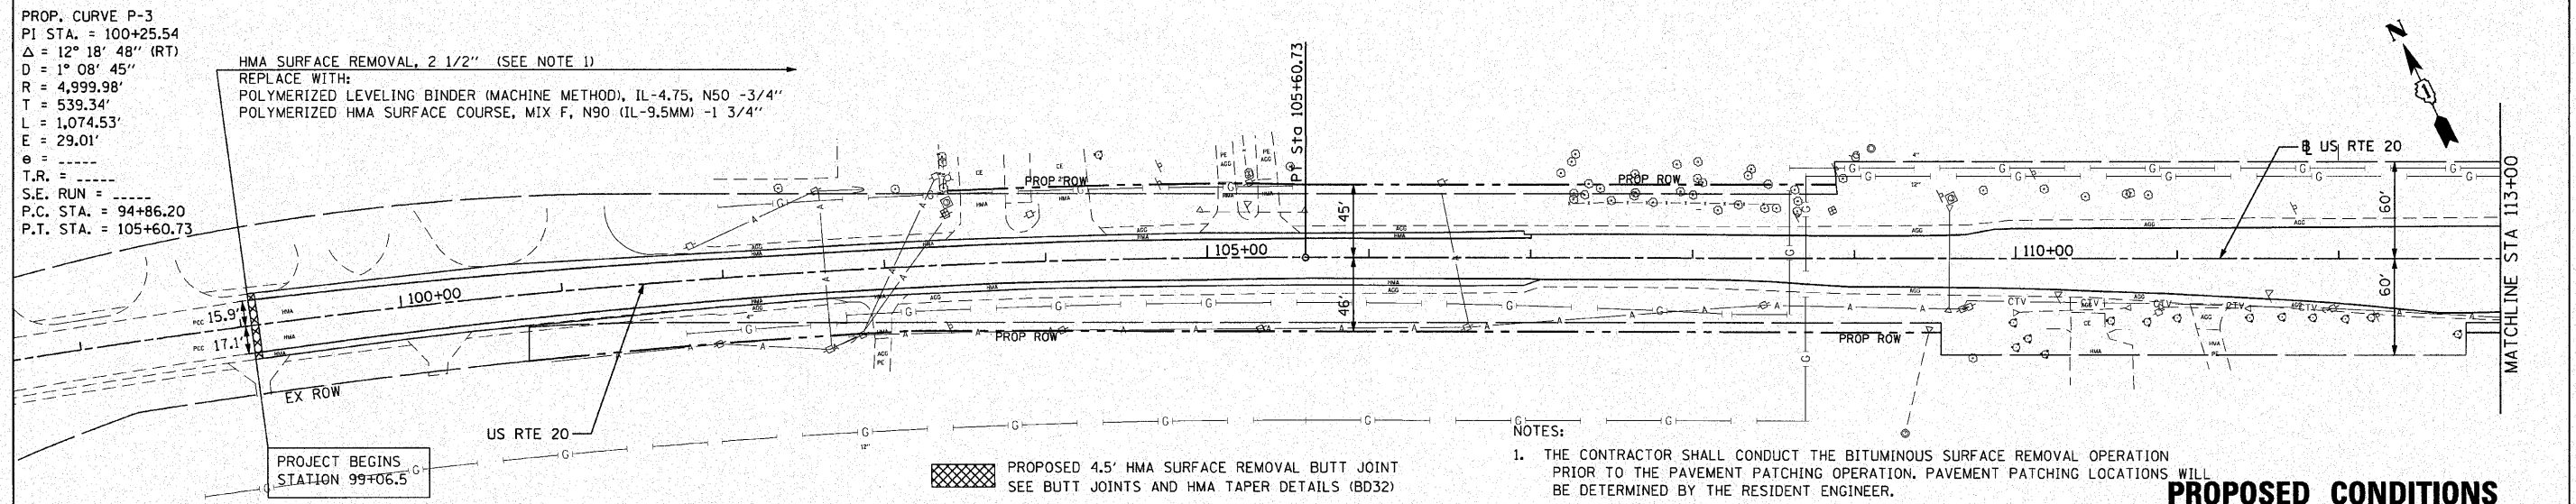 PROP. CURVE P-3
PI STA. = 100+25.54
Δ = 12° 18' 48" (RT)
D = 1° 08' 45"
R = 4,999.98'
T = 539.34'
L = 1,074.53'
E = 29.01'
e = _____
T.R. = _____
S.E. RUN = _____
P.C. STA. = 94+86.20
P.T. STA. = 105+60.73
HMA SURFACE REMOVAL, 2 1/2" (SEE NOTE 1)
REPLACE WITH:
POLYMERIZED LEVELING BINDER (MACHINE METHOD), IL-4.75, N50 -3/4"
POLYMERIZED HMA SURFACE COURSE, MIX F, N90 (IL-9.5MM) -1 3/4"
Sta 105+60.73
N
PROP ROW
PROP ROW
℄ US RTE 20
45'
60'
105+00
110+00
100+00
PCC 15.9'
PCC 17.1'
46'
60'
MATCHLINE STA 113+00
PROP ROW
PROP ROW
EX ROW
US RTE 20
PROJECT BEGINS
STATION 99+06.5
PROPOSED 4.5' HMA SURFACE REMOVAL BUTT JOINT
SEE BUTT JOINTS AND HMA TAPER DETAILS (BD32)
NOTES:
1. THE CONTRACTOR SHALL CONDUCT THE BITUMINOUS SURFACE REMOVAL OPERATION
PRIOR TO THE PAVEMENT PATCHING OPERATION. PAVEMENT PATCHING LOCATIONS WILL
BE DETERMINED BY THE RESIDENT ENGINEER.
PROPOSED CONDITIONS